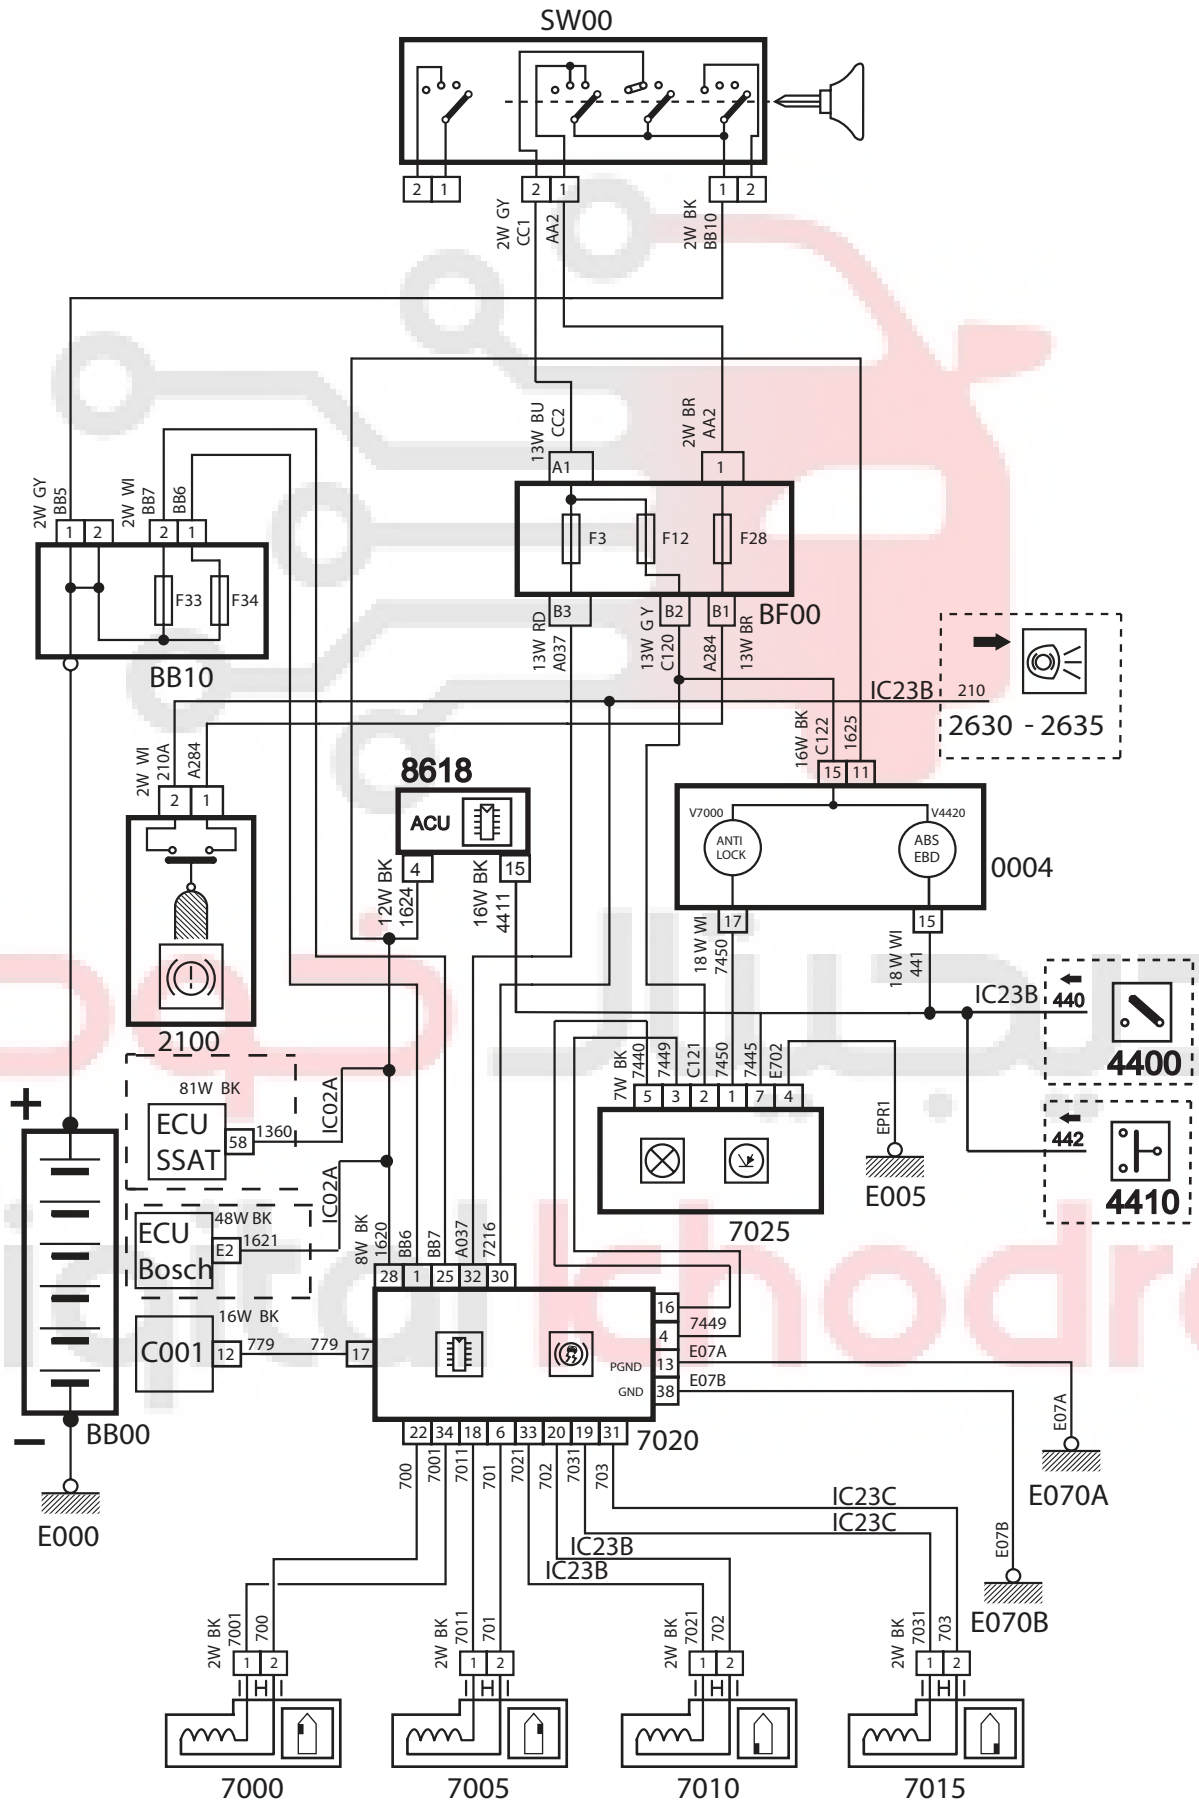 SW00
2 1 2 1 1 2
2W GY
CC1
AA2
2W BK
BB10
13W BU
CC2
2W BR
AA2
A1 1
2W GY
BB5
2W WI
BB7
BB6
1 2 2 1
F3 F12 F28
F33 F34
B3 B2 B1
BF00
BB10
13W RD
A037
13W GY
C120
A284
13W BR
IC23B 210
2630 - 2635
2W WI
210A
A284
2 1
16W BK
C122
1625
15 11
8618
ACU
4 15
12W BK
1624
16W BK
4411
V7000 V4420
ANTI
LOCK
ABS
EBD
0004
17 15
18W WI
7450
18W WI
441
2100
IC23B
440
4400
442
4410
7W BK
7440
7449
C121
7450
7445
E702
5 3 2 1 7 4
EPR1
E005
7025
81W BK
ECU
SSAT
58 1360
IC02A
48W BK
ECU
Bosch
E2 1621
IC02A
16W BK
C001
12 779 779 17
8W BK
1620
BB6
BB7
A037
7216
28 1 25 32 30
16
4 7449
PGND 13 E07A
GND 38 E07B
7020
+
BB00
−
E000
22 34 18 6 33 20 19 31
700
7001
7011
701
7021
702
7031
703
E07A
E070A
E07B
E070B
IC23C
IC23C
IC23B
IC23B
2W BK
7001
700
2W BK
7011
701
2W BK
7021
702
2W BK
7031
703
1 2 1 2 1 2 1 2
7000 7005 7010 7015